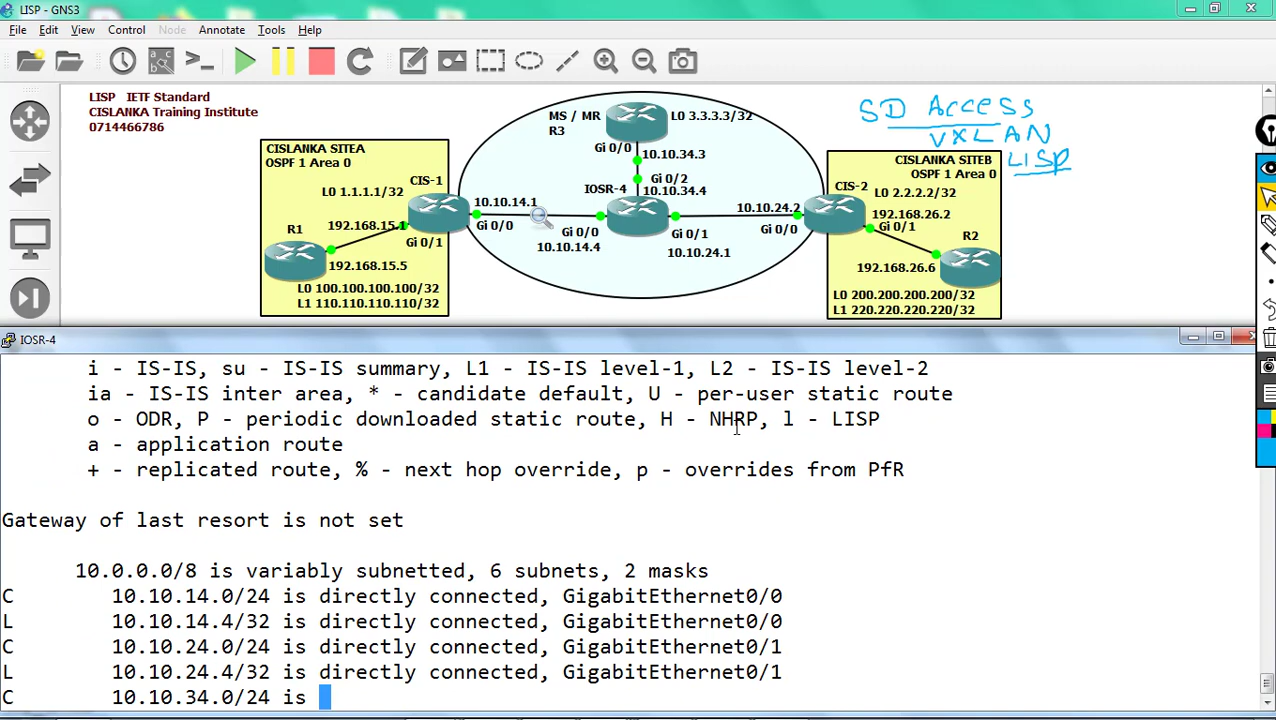 LISP - GNS3
File Edit View Control Node Annotate Tools Help
LISP IETF Standard
CISLANKA Training Institute
0714466786
SD Access
VXLAN
LISP
MS / MR
R3
L0 3.3.3.3/32
Gi 0/0
10.10.34.3
Gi 0/2
10.10.34.4
IOSR-4
CISLANKA SITEA
OSPF 1 Area 0
CIS-1
L0 1.1.1.1/32
10.10.14.1
Gi 0/0
192.168.15.1
Gi 0/1
R1
192.168.15.5
L0 100.100.100.100/32
L1 110.110.110.110/32
Gi 0/0
10.10.14.4
Gi 0/1
10.10.24.1
10.10.24.2
Gi 0/0
CISLANKA SITEB
OSPF 1 Area 0
CIS-2
L0 2.2.2.2/32
192.168.26.2
Gi 0/1
R2
192.168.26.6
L0 200.200.200.200/32
L1 220.220.220.220/32
IOSR-4
i - IS-IS, su - IS-IS summary, L1 - IS-IS level-1, L2 - IS-IS level-2
ia - IS-IS inter area, * - candidate default, U - per-user static route
o - ODR, P - periodic downloaded static route, H - NHRP, l - LISP
a - application route
+ - replicated route, % - next hop override, p - overrides from PfR
Gateway of last resort is not set
10.0.0.0/8 is variably subnetted, 6 subnets, 2 masks
C 10.10.14.0/24 is directly connected, GigabitEthernet0/0
L 10.10.14.4/32 is directly connected, GigabitEthernet0/0
C 10.10.24.0/24 is directly connected, GigabitEthernet0/1
L 10.10.24.4/32 is directly connected, GigabitEthernet0/1
C 10.10.34.0/24 is